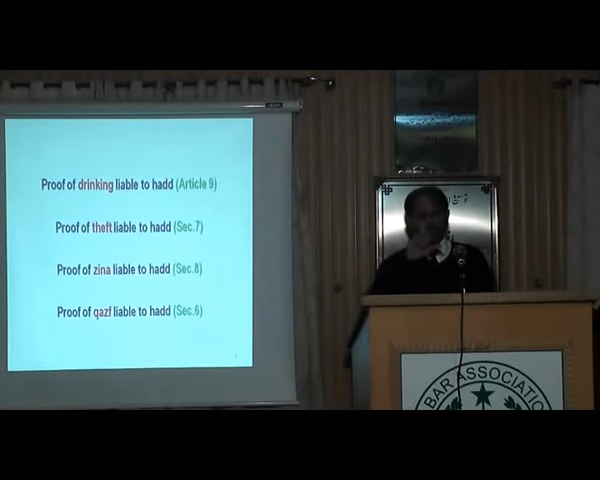 Proof of drinking liable to hadd (Article 9)
Proof of theft liable to hadd (Sec.7)
Proof of zina liable to hadd (Sec.8)
Proof of qazf liable to hadd (Sec.6)
BAR ASSOCIATION